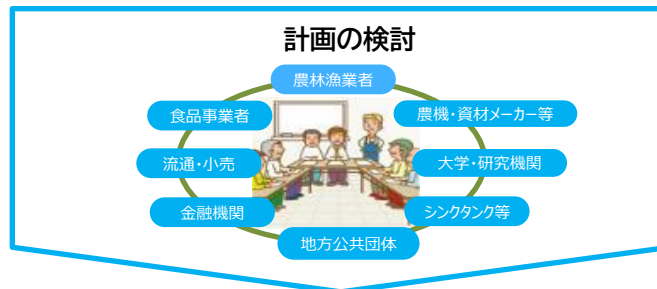 計画の検討
農林漁業者
食品事業者
農機・資材メーカー等
流通・小売
大学・研究機関
金融機関
シンクタンク等
地方公共団体